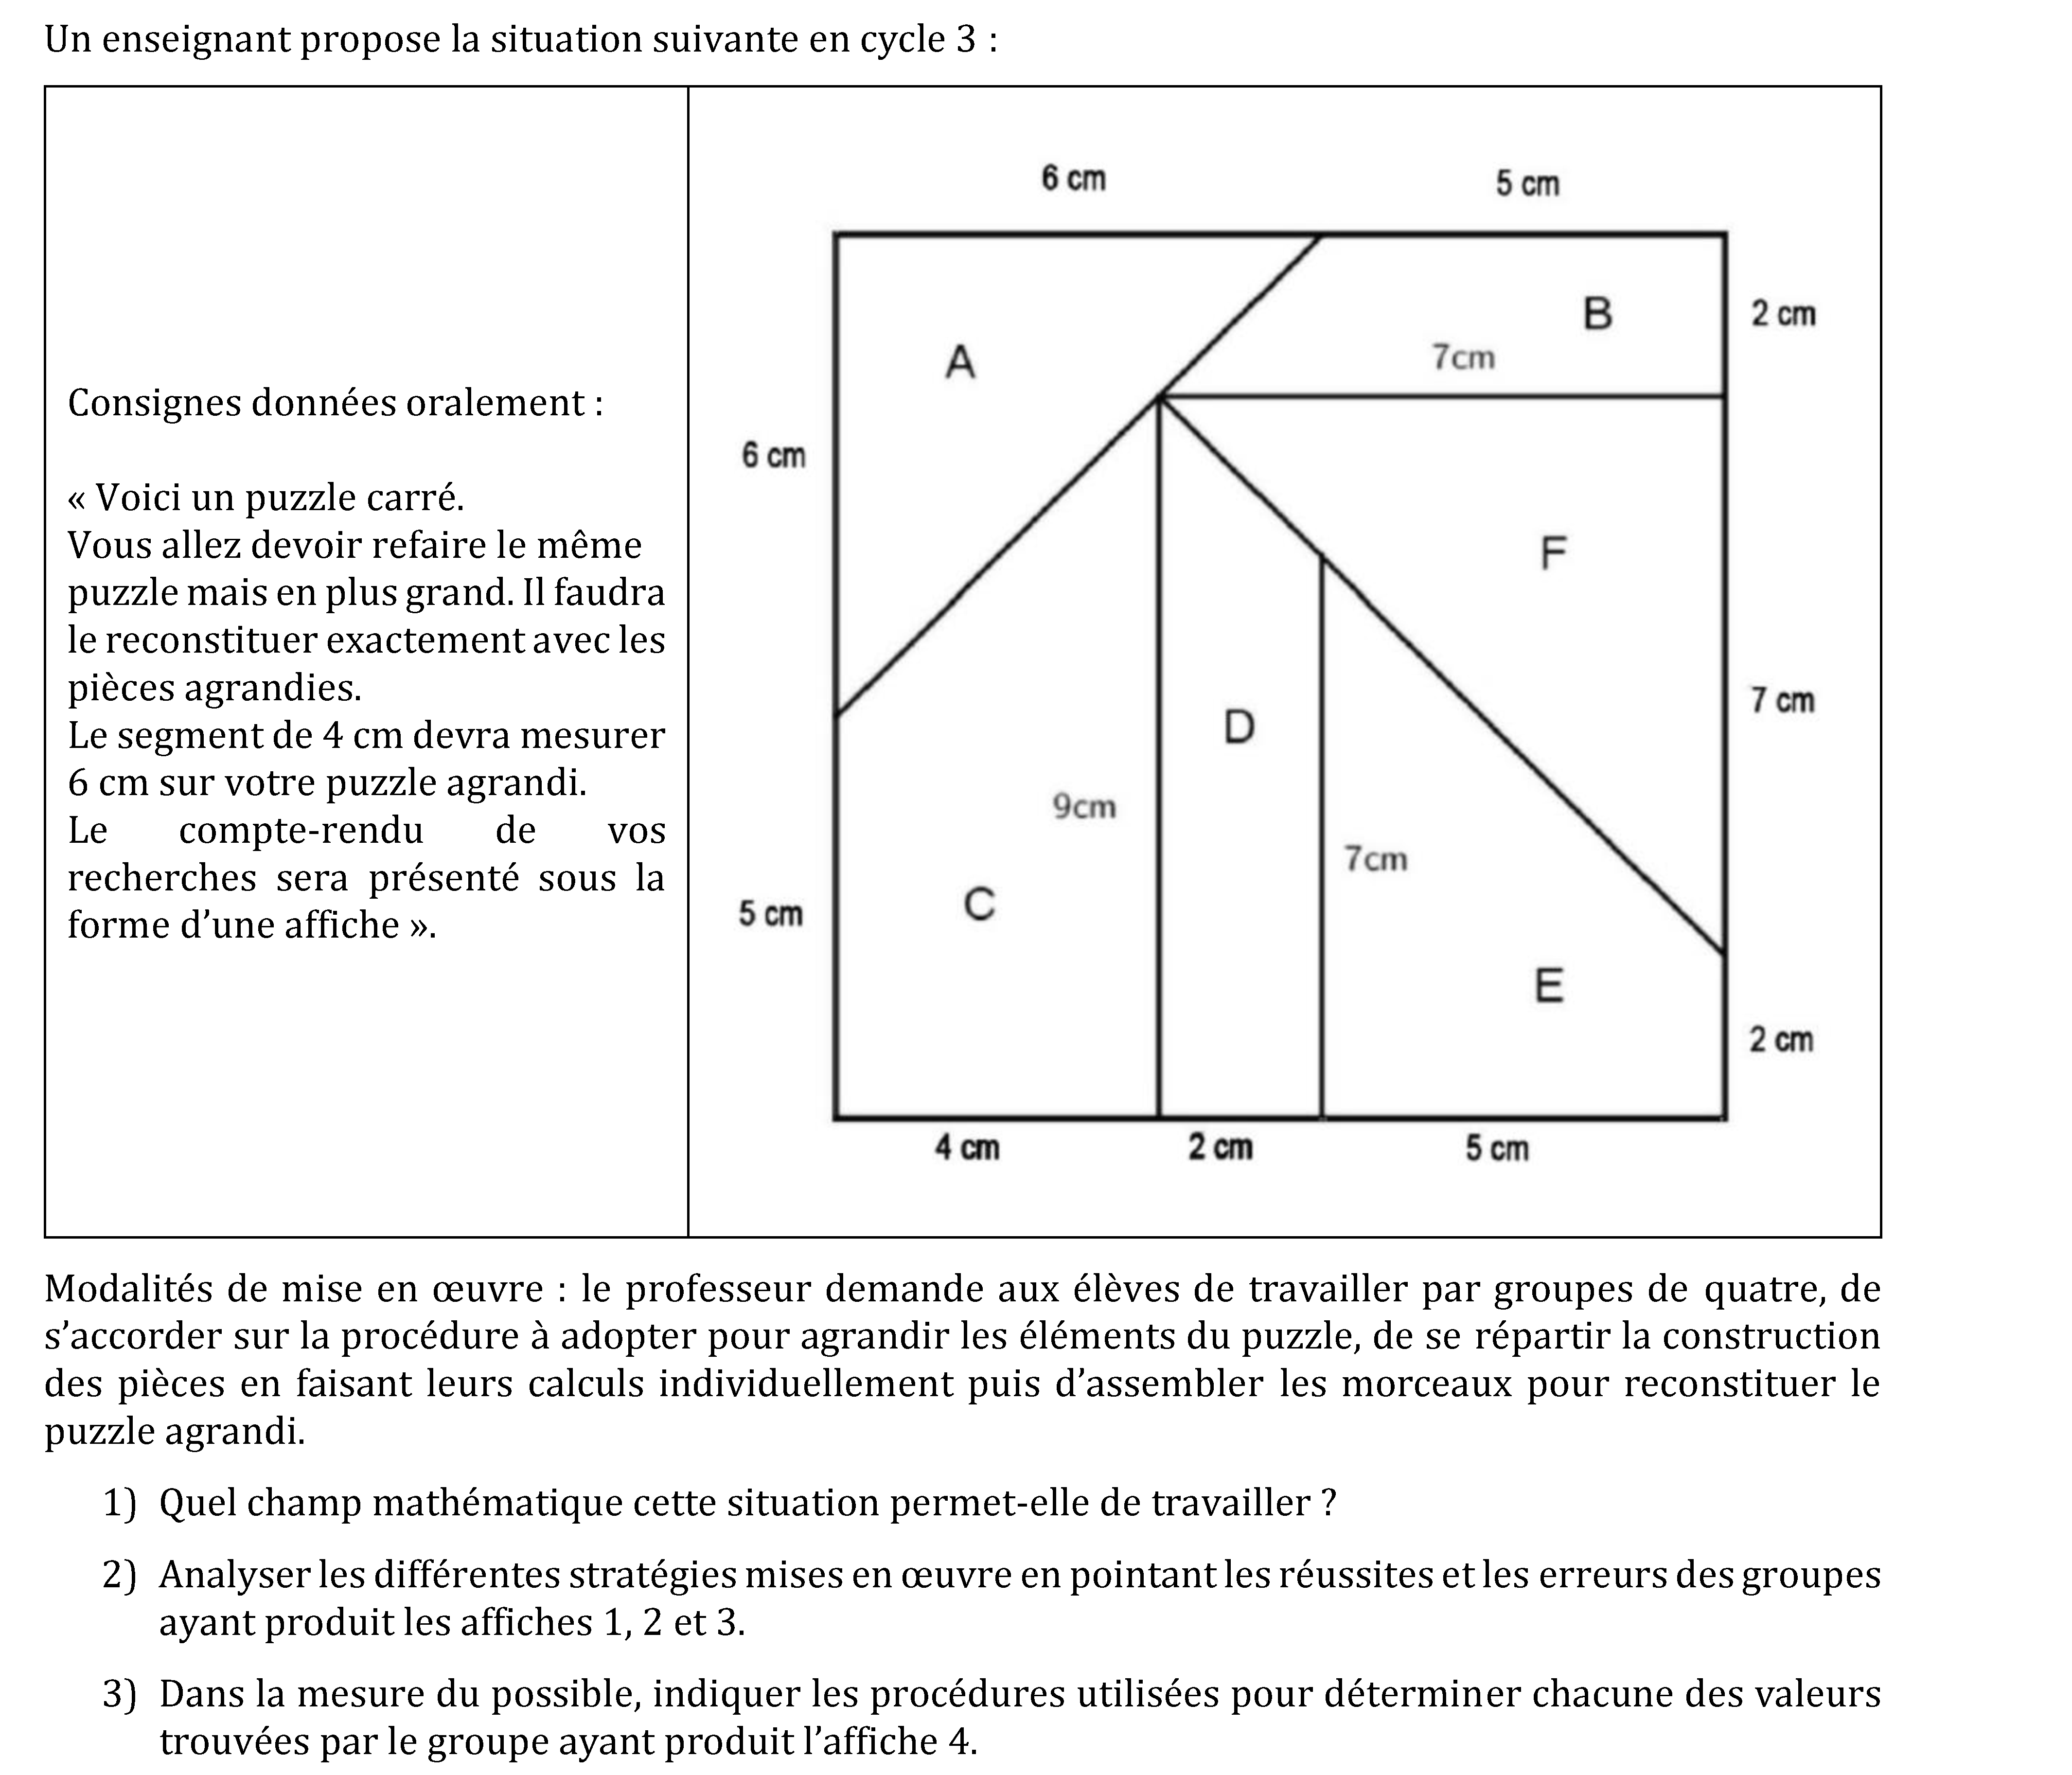 Un enseignant propose la situation suivante en cycle 3 :
Consignes données oralement :
« Voici un puzzle carré.
Vous allez devoir refaire le même
puzzle mais en plus grand. Il faudra
le reconstituer exactement avec les
pièces agrandies.
Le segment de 4 cm devra mesurer
6 cm sur votre puzzle agrandi.
Le compte-rendu de vos
recherches sera présenté sous la
forme d’une affiche ».
6 cm
5 cm
B
2 cm
A
7cm
6 cm
F
7 cm
D
9cm
7cm
C
5 cm
E
2 cm
4 cm
2 cm
5 cm
Modalités de mise en œuvre : le professeur demande aux élèves de travailler par groupes de quatre, de
s’accorder sur la procédure à adopter pour agrandir les éléments du puzzle, de se répartir la construction
des pièces en faisant leurs calculs individuellement puis d’assembler les morceaux pour reconstituer le
puzzle agrandi.
1) Quel champ mathématique cette situation permet-elle de travailler ?
2) Analyser les différentes stratégies mises en œuvre en pointant les réussites et les erreurs des groupes
ayant produit les affiches 1, 2 et 3.
3) Dans la mesure du possible, indiquer les procédures utilisées pour déterminer chacune des valeurs
trouvées par le groupe ayant produit l’affiche 4.